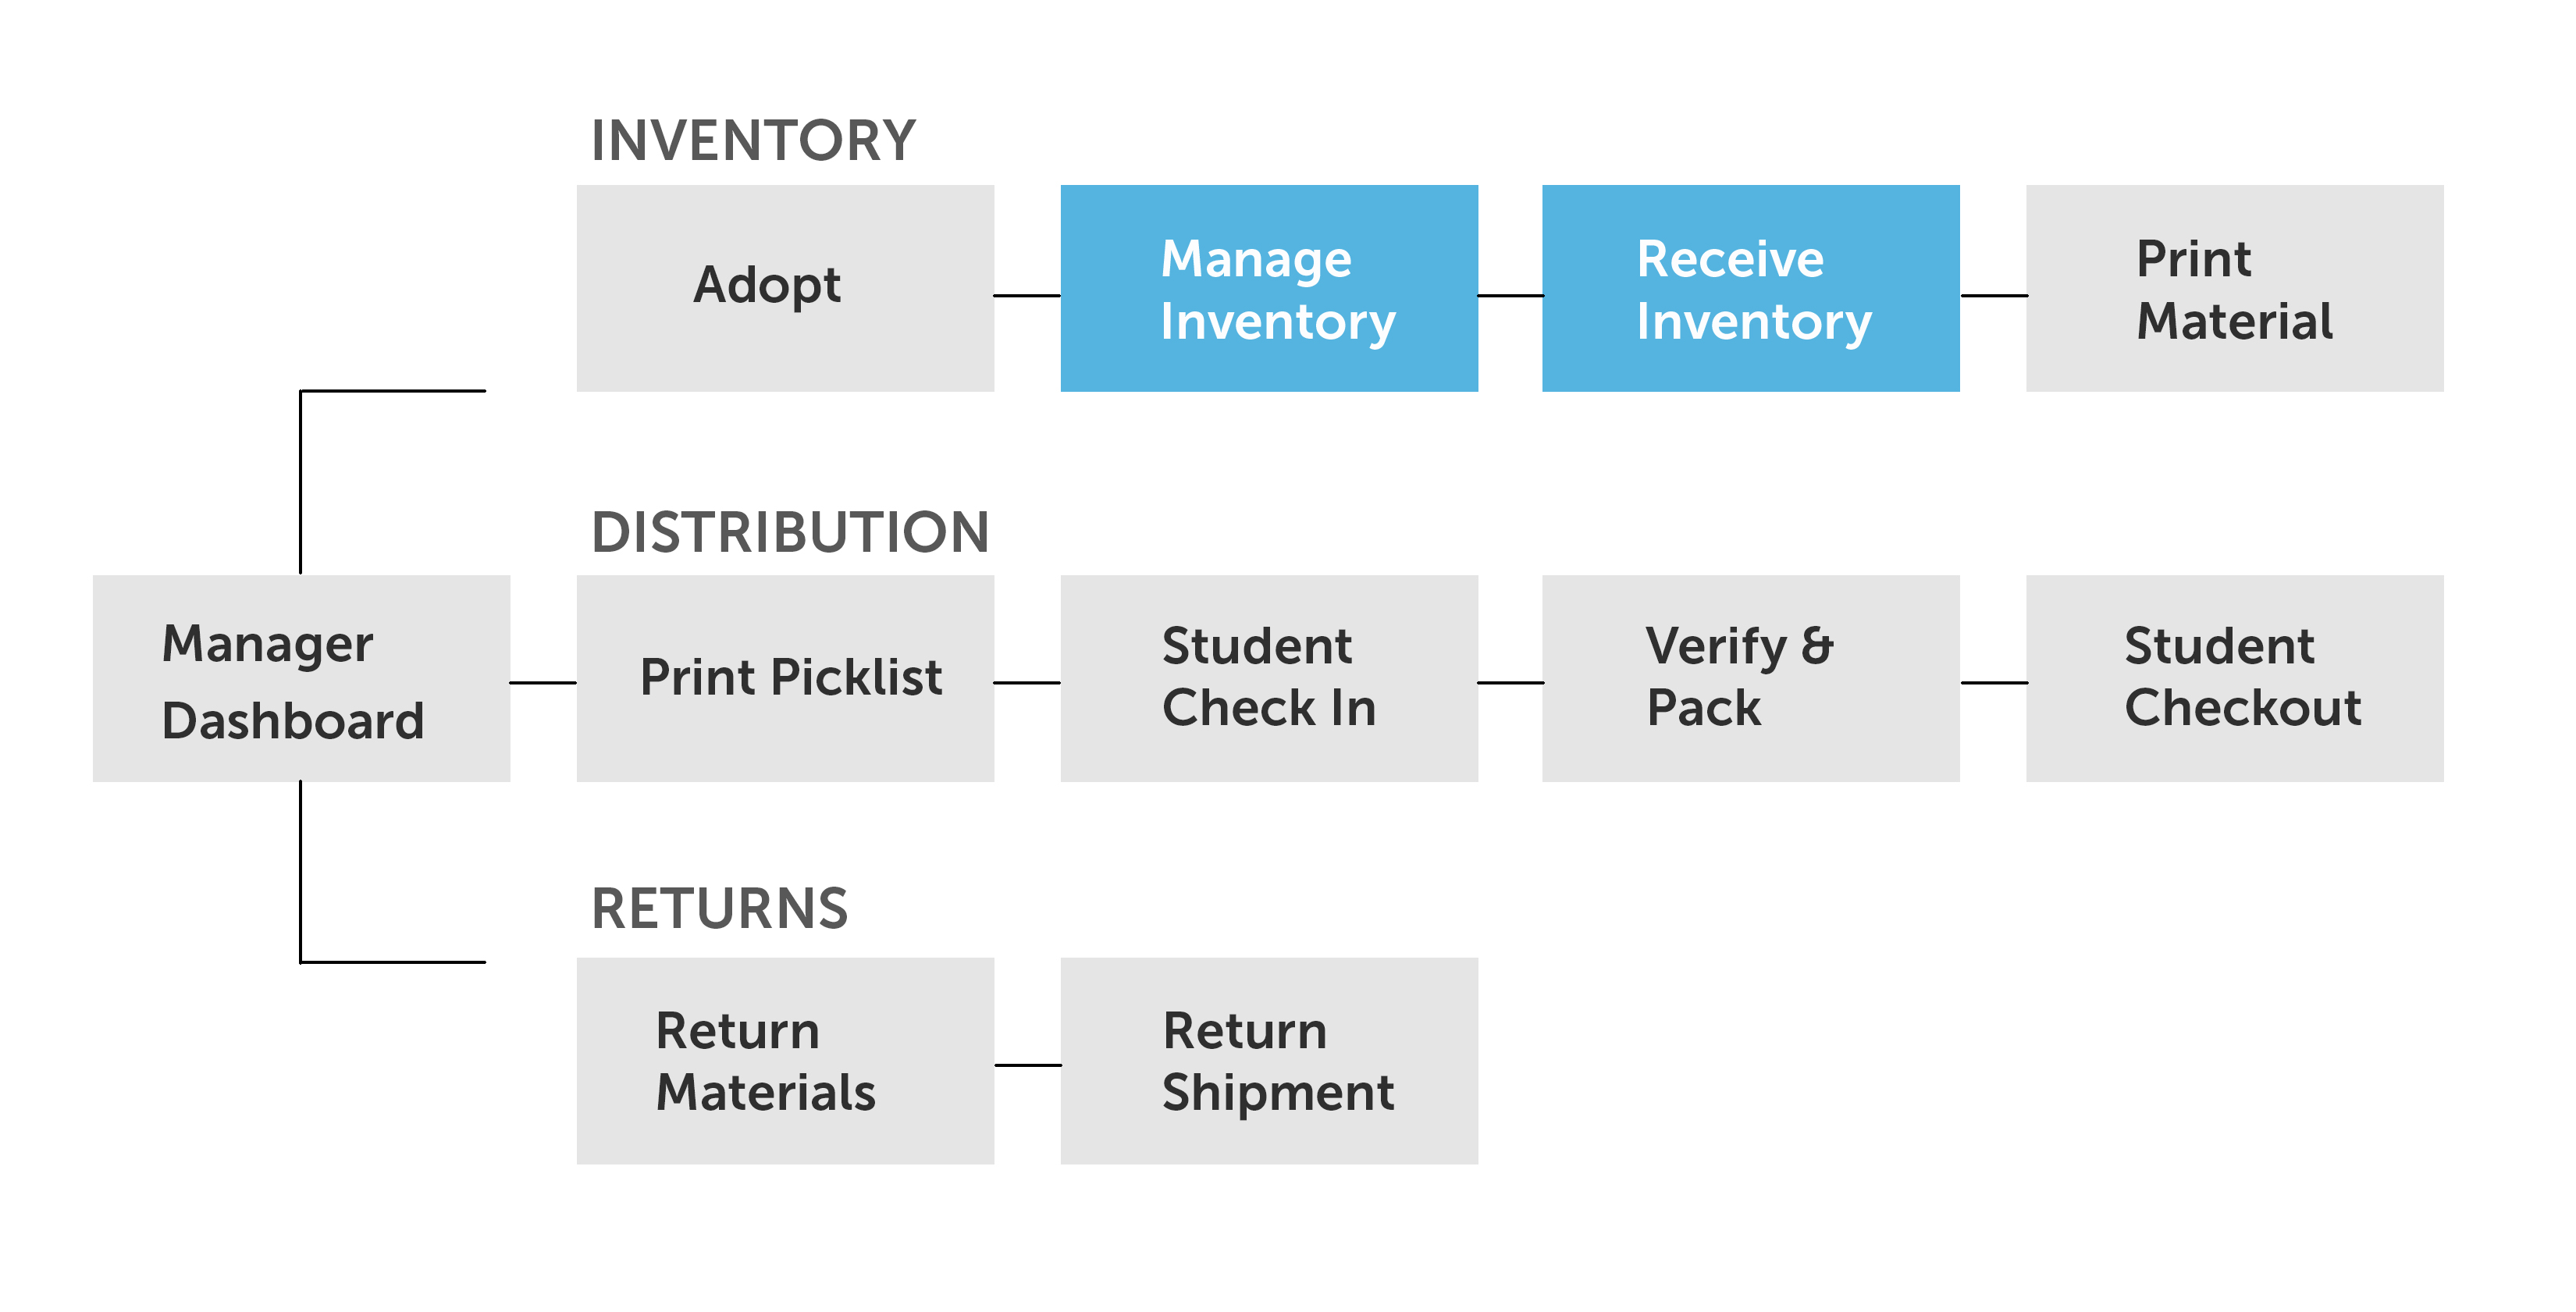 INVENTORY
Adopt
Manage
Inventory
Receive
Inventory
Print
Material
DISTRIBUTION
Manager
Dashboard
Print Picklist
Student
Check In
Verify &
Pack
Student
Checkout
RETURNS
Return
Materials
Return
Shipment